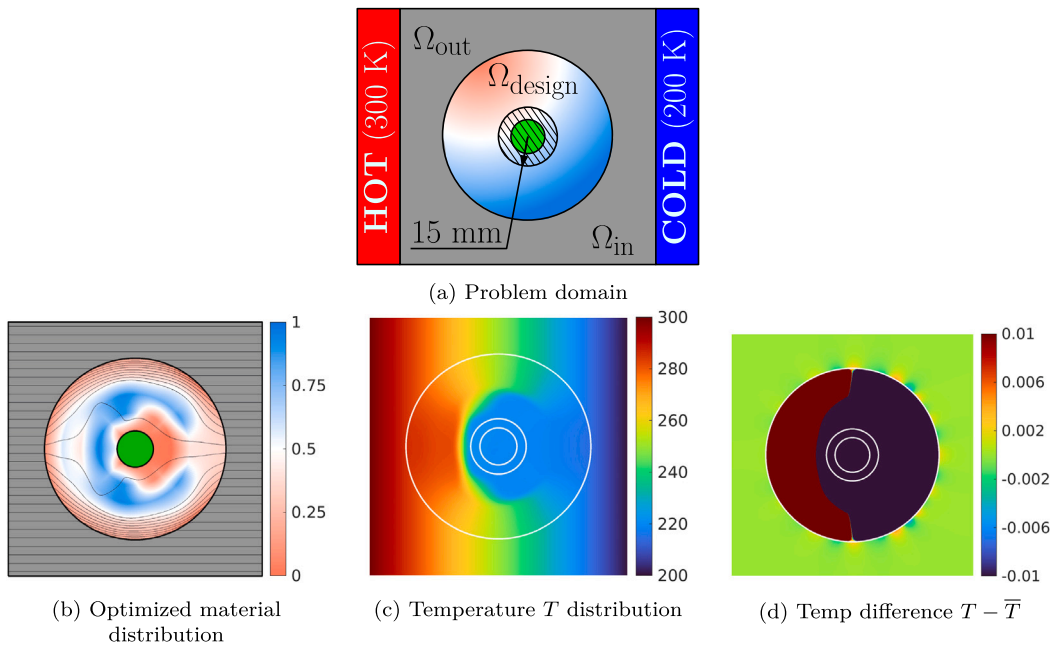 HOT (300 K)
Ωout
Ωdesign
15 mm
Ωin
COLD (200 K)
(a) Problem domain
1
0.75
0.5
0.25
0
300
280
260
240
220
200
0.01
0.006
0.002
-0.002
-0.006
-0.01
(b) Optimized material
distribution
(c) Temperature T distribution
(d) Temp difference T − T̅